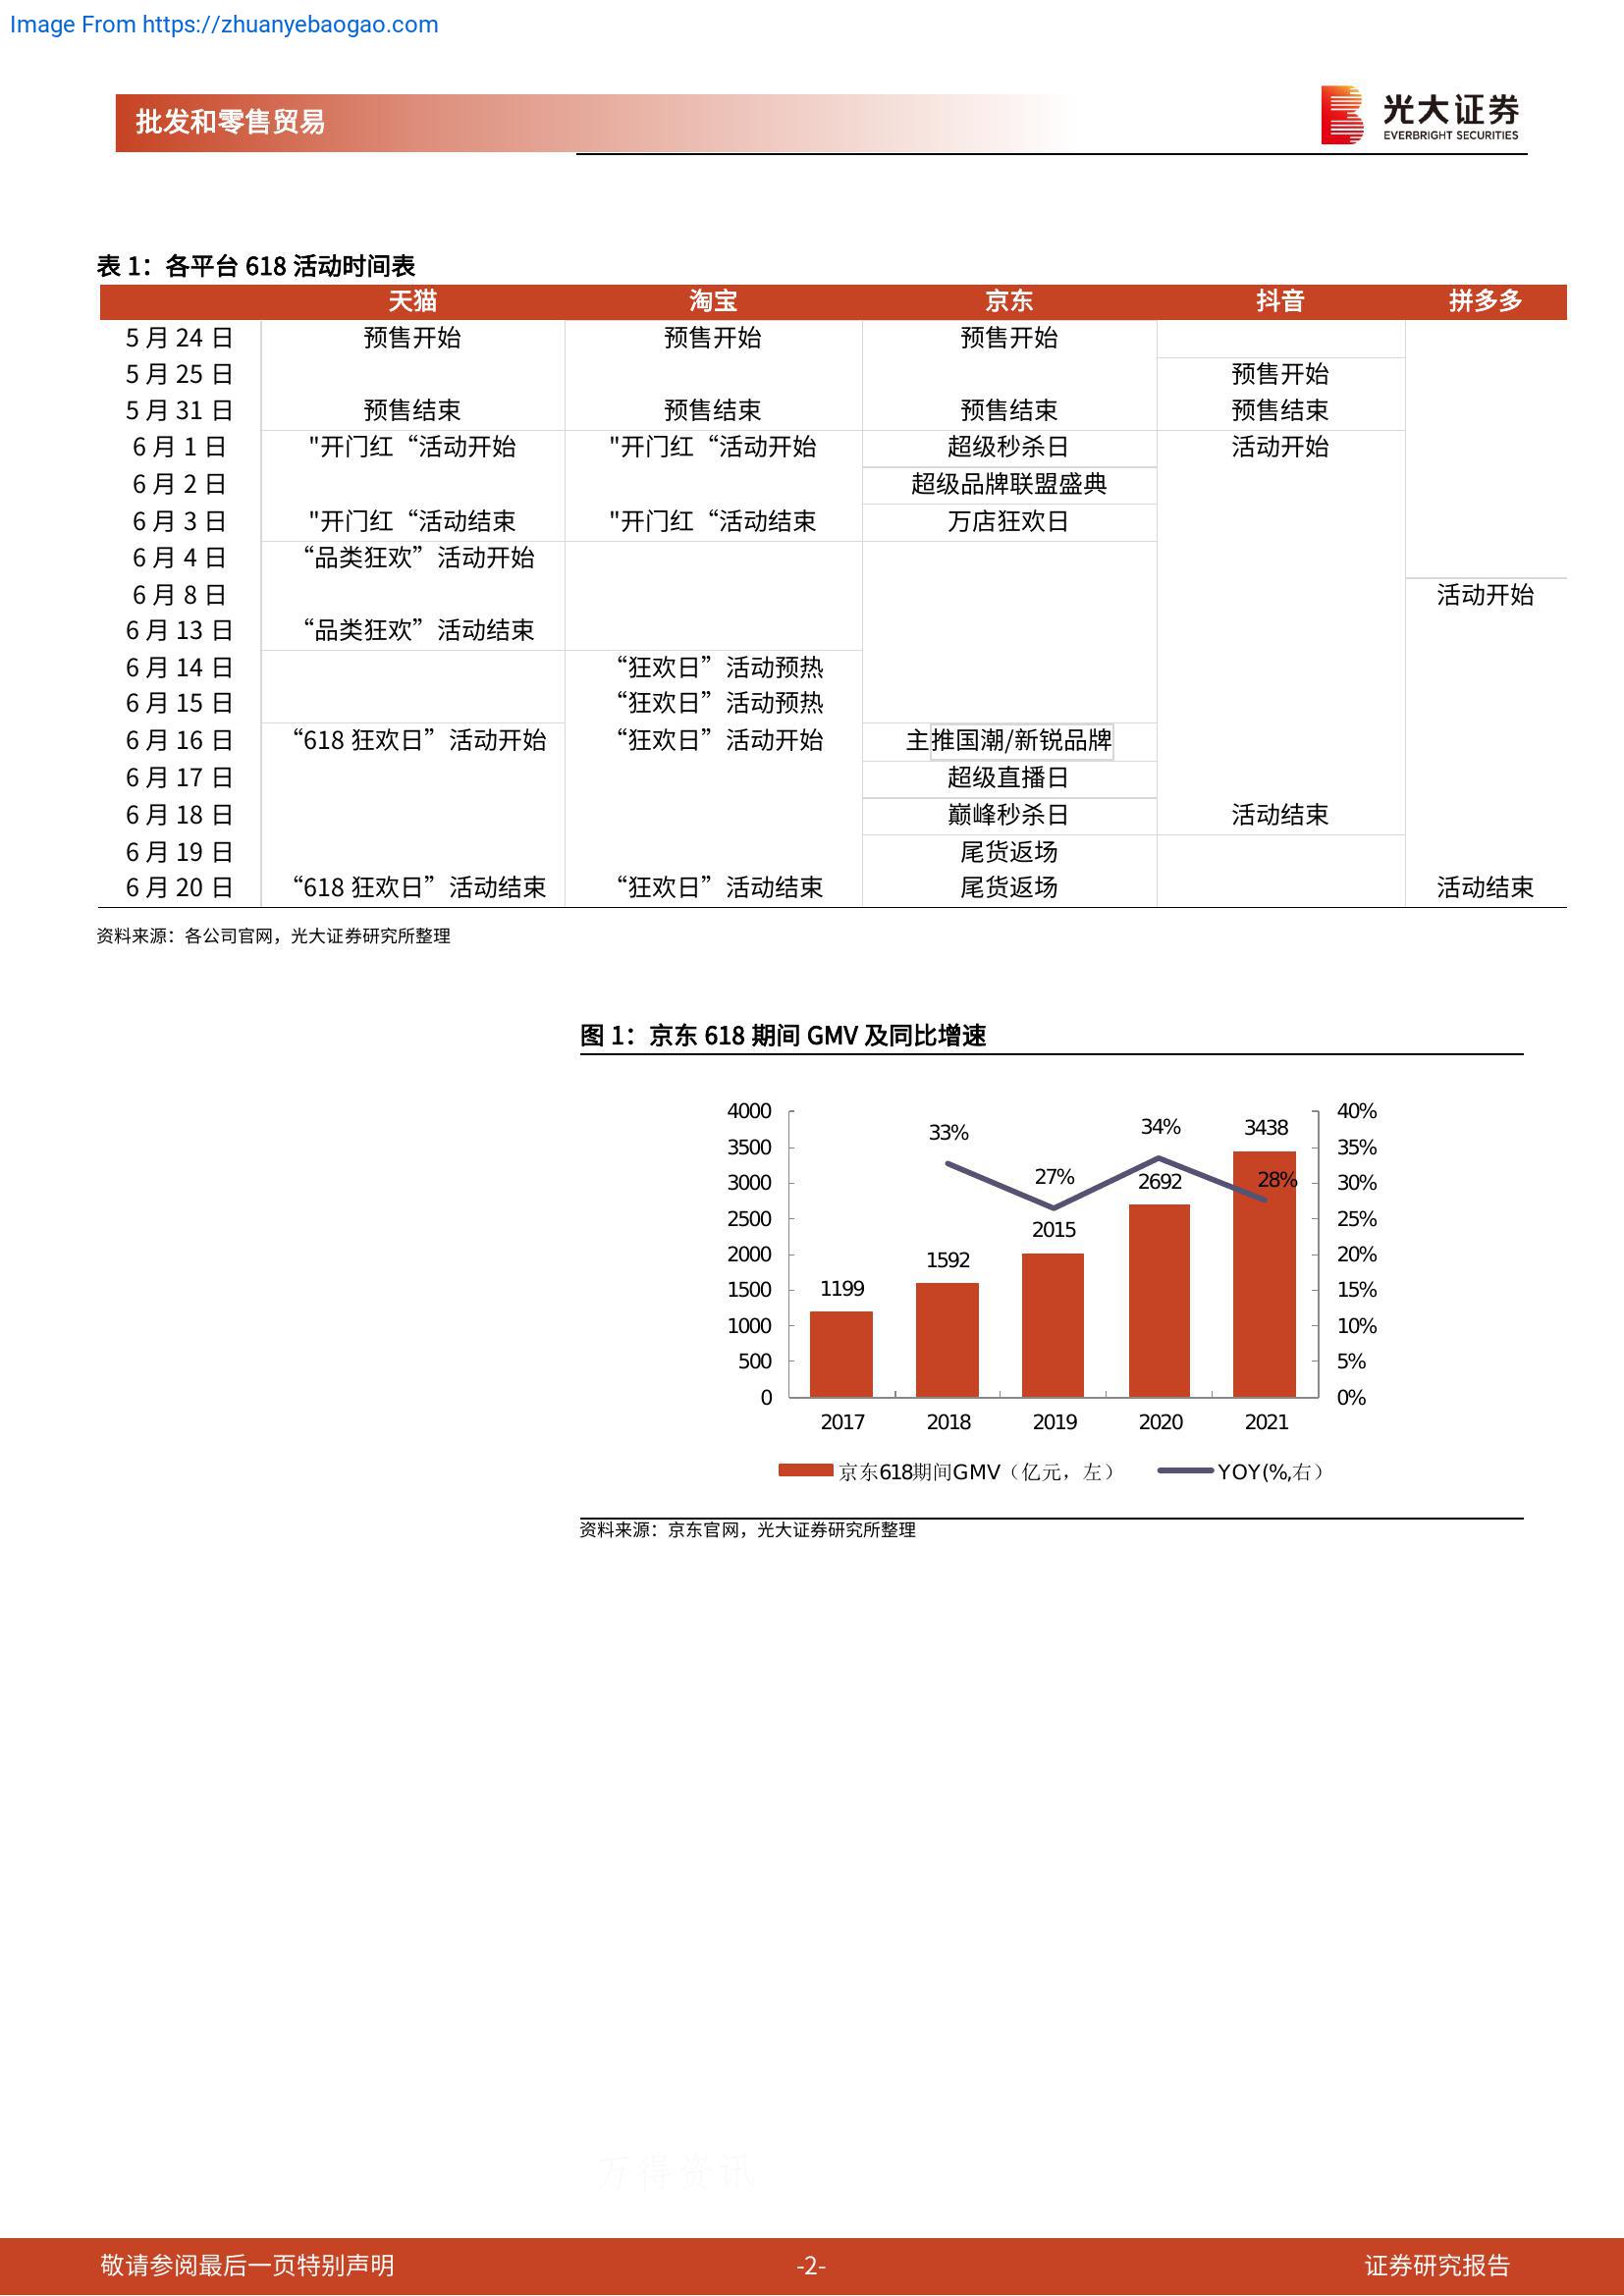 Image From https://zhuanyebaogao.com
批发和零售贸易
光大证券
EVERBRIGHT SECURITIES
表 1：各平台 618 活动时间表
天猫 淘宝 京东 抖音 拼多多
5 月 24 日 预售开始 预售开始 预售开始
5 月 25 日 预售开始
5 月 31 日 预售结束 预售结束 预售结束 预售结束
6 月 1 日 "开门红“活动开始 "开门红“活动开始 超级秒杀日 活动开始
6 月 2 日 超级品牌联盟盛典
6 月 3 日 "开门红“活动结束 "开门红“活动结束 万店狂欢日
6 月 4 日 “品类狂欢”活动开始
6 月 8 日 活动开始
6 月 13 日 “品类狂欢”活动结束
6 月 14 日 “狂欢日”活动预热
6 月 15 日 “狂欢日”活动预热
6 月 16 日 “618 狂欢日”活动开始 “狂欢日”活动开始 主推国潮/新锐品牌
6 月 17 日 超级直播日
6 月 18 日 巅峰秒杀日 活动结束
6 月 19 日 尾货返场
6 月 20 日 “618 狂欢日”活动结束 “狂欢日”活动结束 尾货返场 活动结束
资料来源：各公司官网，光大证券研究所整理
图 1：京东 618 期间 GMV 及同比增速
4000 40%
3500 35%
3000 30%
2500 25%
2000 20%
1500 15%
1000 10%
500 5%
0 0%
33% 27% 34% 28%
1199 1592 2015 2692 3438
2017 2018 2019 2020 2021
京东618期间GMV（亿元，左） YOY(%,右）
资料来源：京东官网，光大证券研究所整理
万得资讯
敬请参阅最后一页特别声明 -2- 证券研究报告